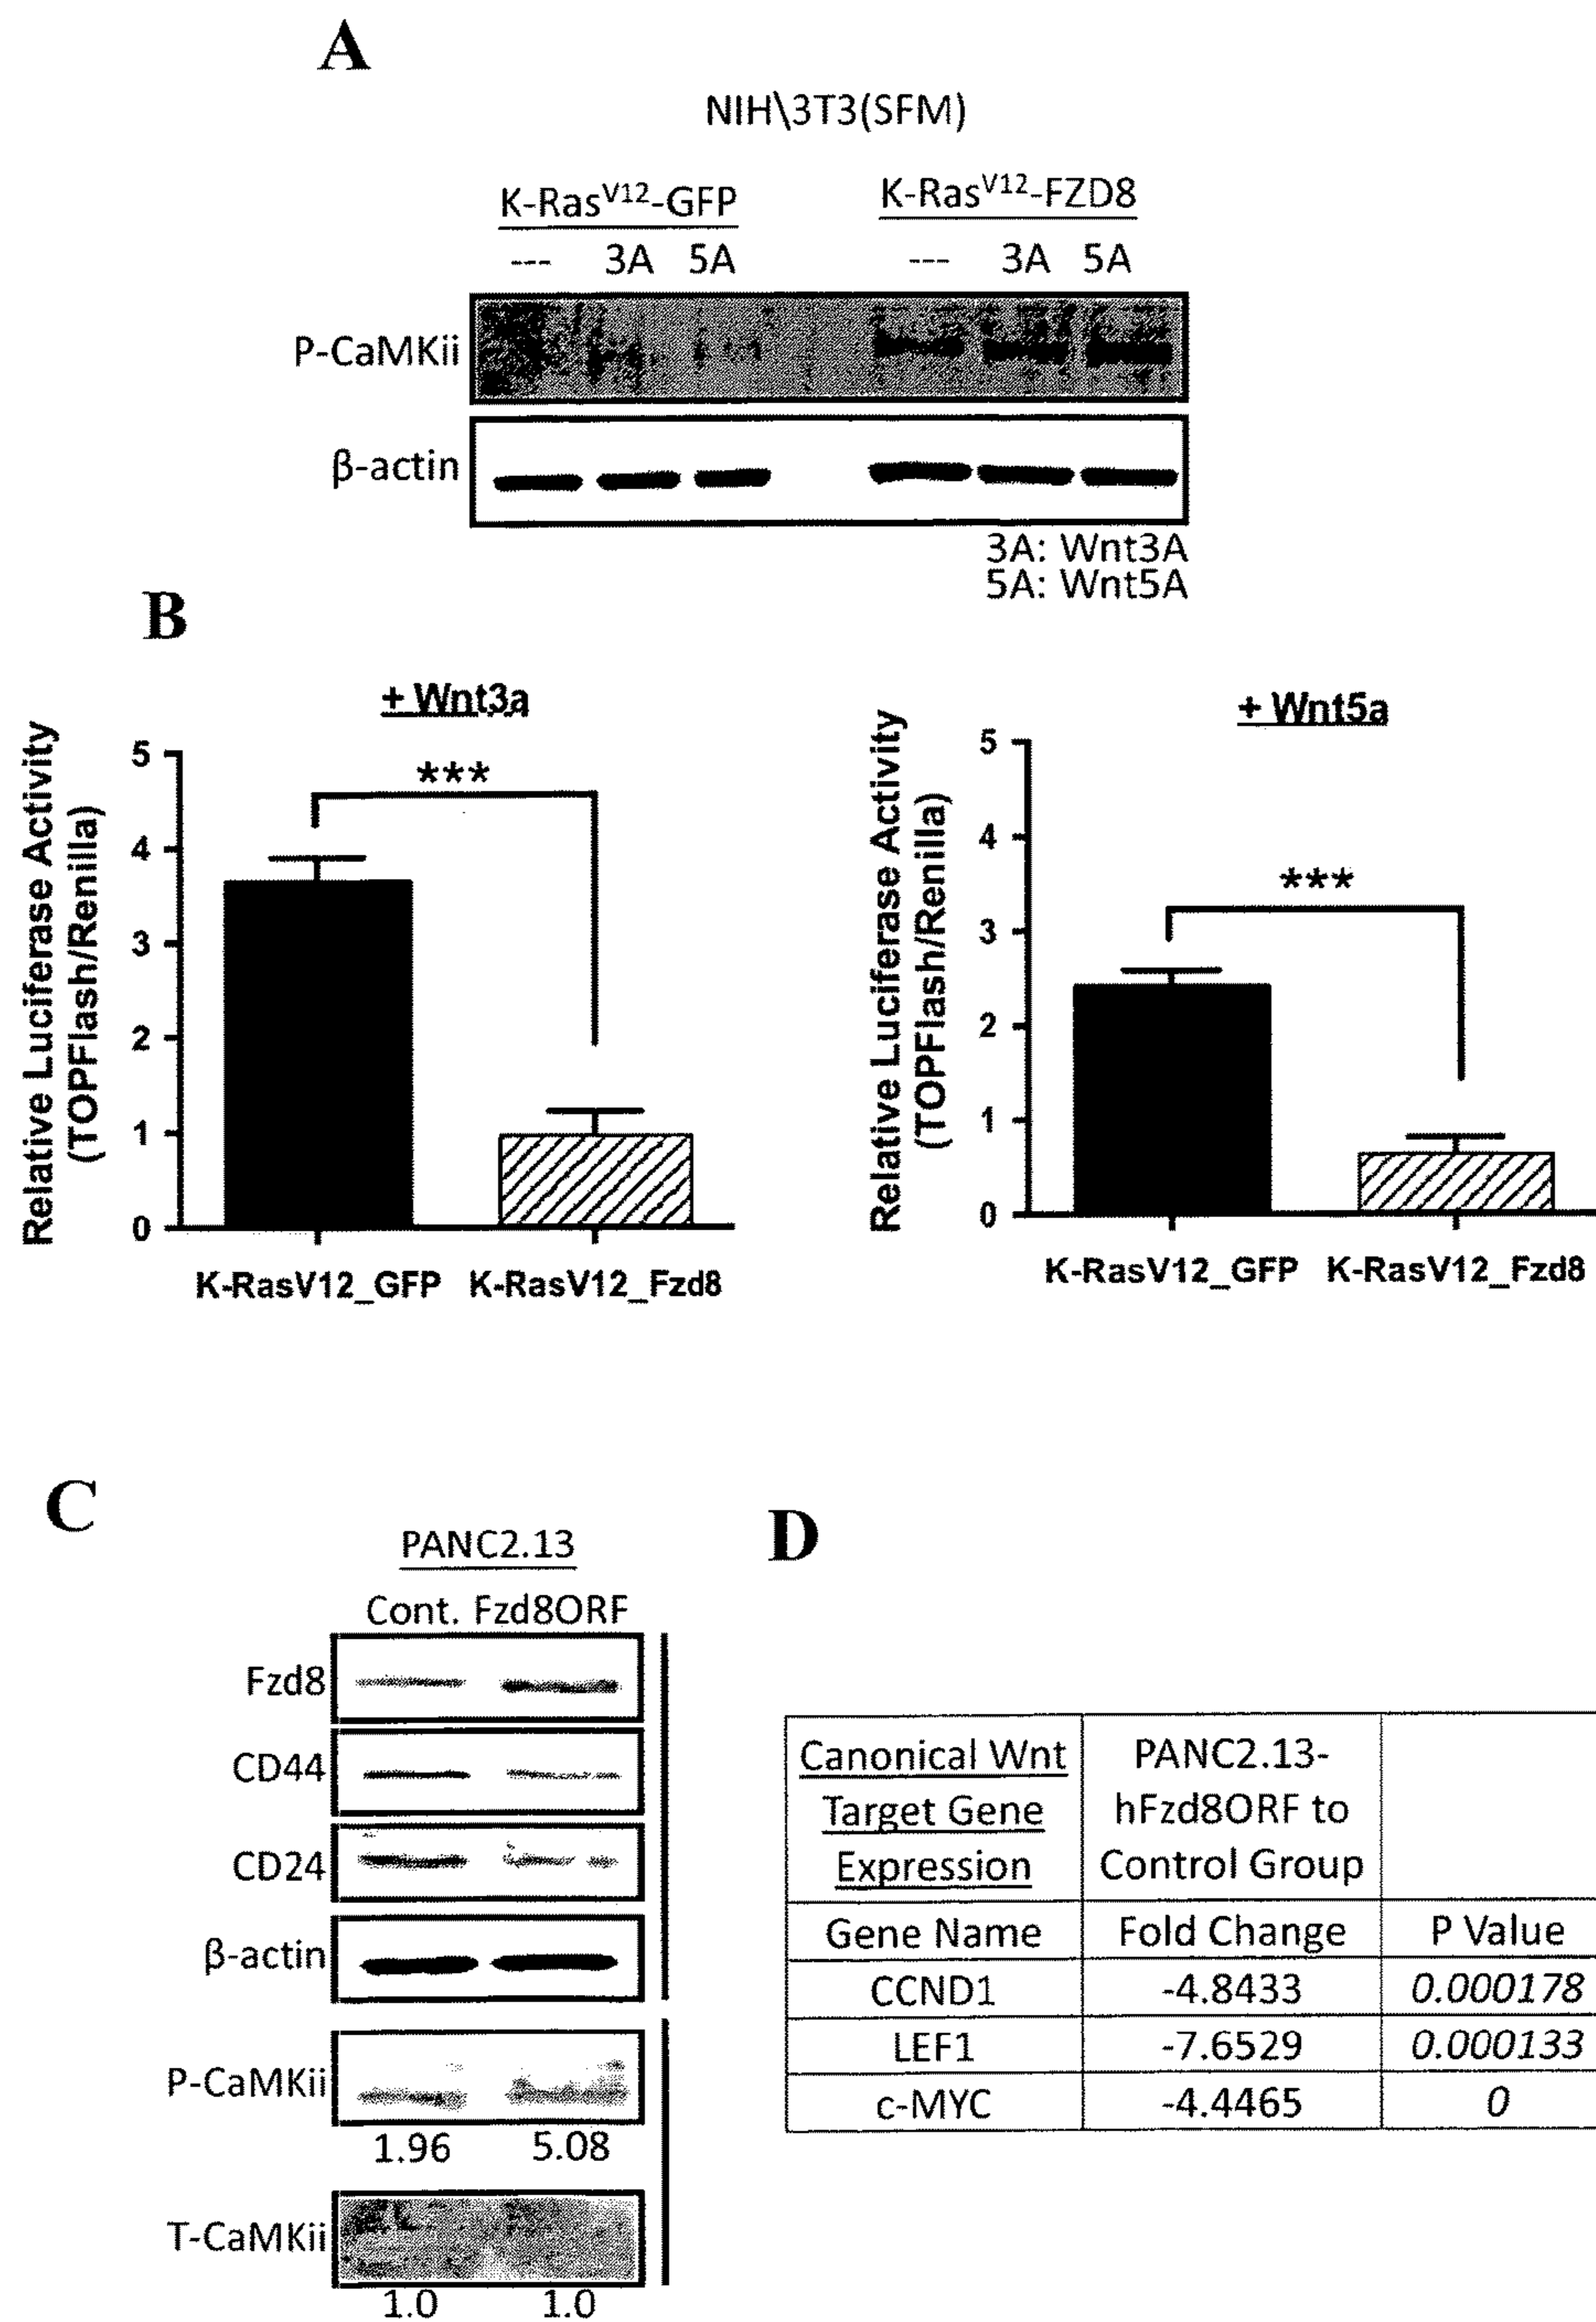 A
NIH\3T3(SFM)
K-RasV12-GFP
K-RasV12-FZD8
--- 3A 5A
--- 3A 5A
P-CaMKii
β-actin
3A: Wnt3A
5A: Wnt5A
B
+ Wnt3a
Relative Luciferase Activity
(TOPFlash/Renilla)
5
4
3
2
1
0
***
K-RasV12_GFP K-RasV12_Fzd8
+ Wnt5a
Relative Luciferase Activity
(TOPFlash/Renilla)
5
4
3
2
1
0
***
K-RasV12_GFP K-RasV12_Fzd8
C
PANC2.13
Cont. Fzd8ORF
Fzd8
CD44
CD24
β-actin
P-CaMKii
1.96 5.08
T-CaMKii
1.0 1.0
D
Canonical Wnt
Target Gene
Expression
PANC2.13-
hFzd8ORF to
Control Group
Gene Name Fold Change P Value
CCND1 -4.8433 0.000178
LEF1 -7.6529 0.000133
c-MYC -4.4465 0